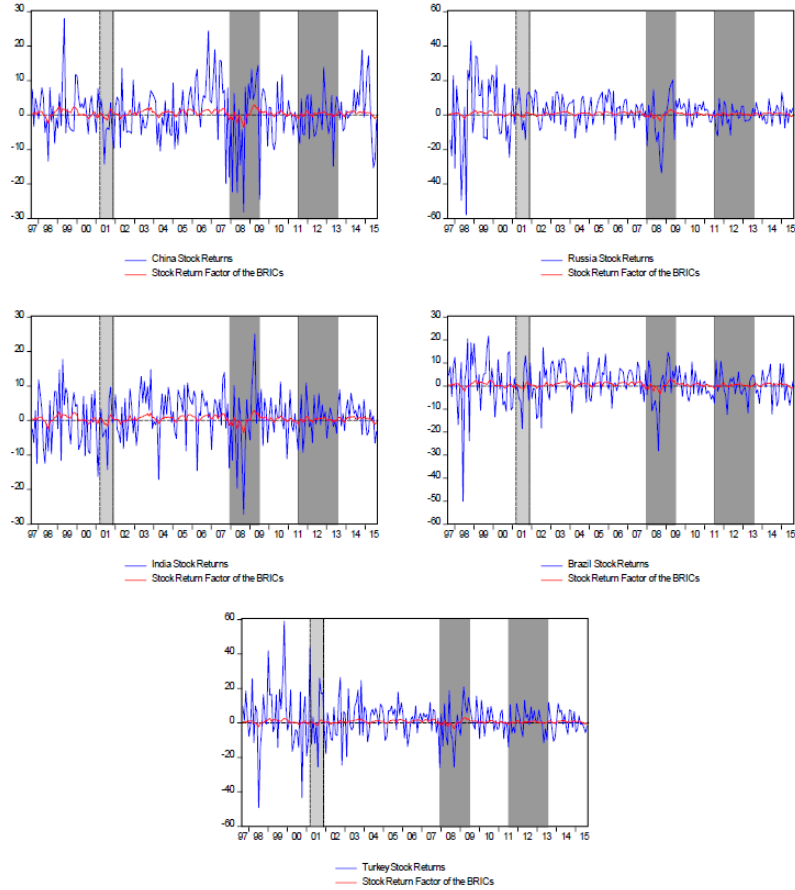 30
20
10
0
-10
-20
-30
97 98 99 00 01 02 03 04 05 06 07 08 09 10 11 12 13 14 15
China Stock Returns
Stock Return Factor of the BRICs
60
40
20
0
-20
-40
-60
97 98 99 00 01 02 03 04 05 06 07 08 09 10 11 12 13 14 15
Russia Stock Returns
Stock Return Factor of the BRICs
30
20
10
0
-10
-20
-30
97 98 99 00 01 02 03 04 05 06 07 08 09 10 11 12 13 14 15
India Stock Returns
Stock Return Factor of the BRICs
30
20
10
0
-10
-20
-30
-40
-50
-60
97 98 99 00 01 02 03 04 05 06 07 08 09 10 11 12 13 14 15
Brazil Stock Returns
Stock Return Factor of the BRICs
60
40
20
0
-20
-40
-60
97 98 99 00 01 02 03 04 05 06 07 08 09 10 11 12 13 14 15
Turkey Stock Returns
Stock Return Factor of the BRICs